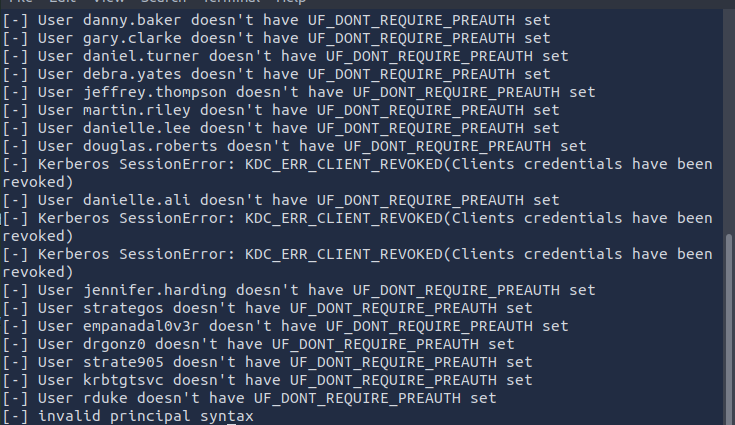 [-] User danny.baker doesn't have UF_DONT_REQUIRE_PREAUTH set
[-] User gary.clarke doesn't have UF_DONT_REQUIRE_PREAUTH set
[-] User daniel.turner doesn't have UF_DONT_REQUIRE_PREAUTH set
[-] User debra.yates doesn't have UF_DONT_REQUIRE_PREAUTH set
[-] User jeffrey.thompson doesn't have UF_DONT_REQUIRE_PREAUTH set
[-] User martin.riley doesn't have UF_DONT_REQUIRE_PREAUTH set
[-] User danielle.lee doesn't have UF_DONT_REQUIRE_PREAUTH set
[-] User douglas.roberts doesn't have UF_DONT_REQUIRE_PREAUTH set
[-] Kerberos SessionError: KDC_ERR_CLIENT_REVOKED(Clients credentials have been
revoked)
[-] User danielle.ali doesn't have UF_DONT_REQUIRE_PREAUTH set
[-] Kerberos SessionError: KDC_ERR_CLIENT_REVOKED(Clients credentials have been
revoked)
[-] Kerberos SessionError: KDC_ERR_CLIENT_REVOKED(Clients credentials have been
revoked)
[-] User jennifer.harding doesn't have UF_DONT_REQUIRE_PREAUTH set
[-] User strategos doesn't have UF_DONT_REQUIRE_PREAUTH set
[-] User empanadal0v3r doesn't have UF_DONT_REQUIRE_PREAUTH set
[-] User drgonz0 doesn't have UF_DONT_REQUIRE_PREAUTH set
[-] User strate905 doesn't have UF_DONT_REQUIRE_PREAUTH set
[-] User krbtgtsvc doesn't have UF_DONT_REQUIRE_PREAUTH set
[-] User rduke doesn't have UF_DONT_REQUIRE_PREAUTH set
[-] invalid principal syntax